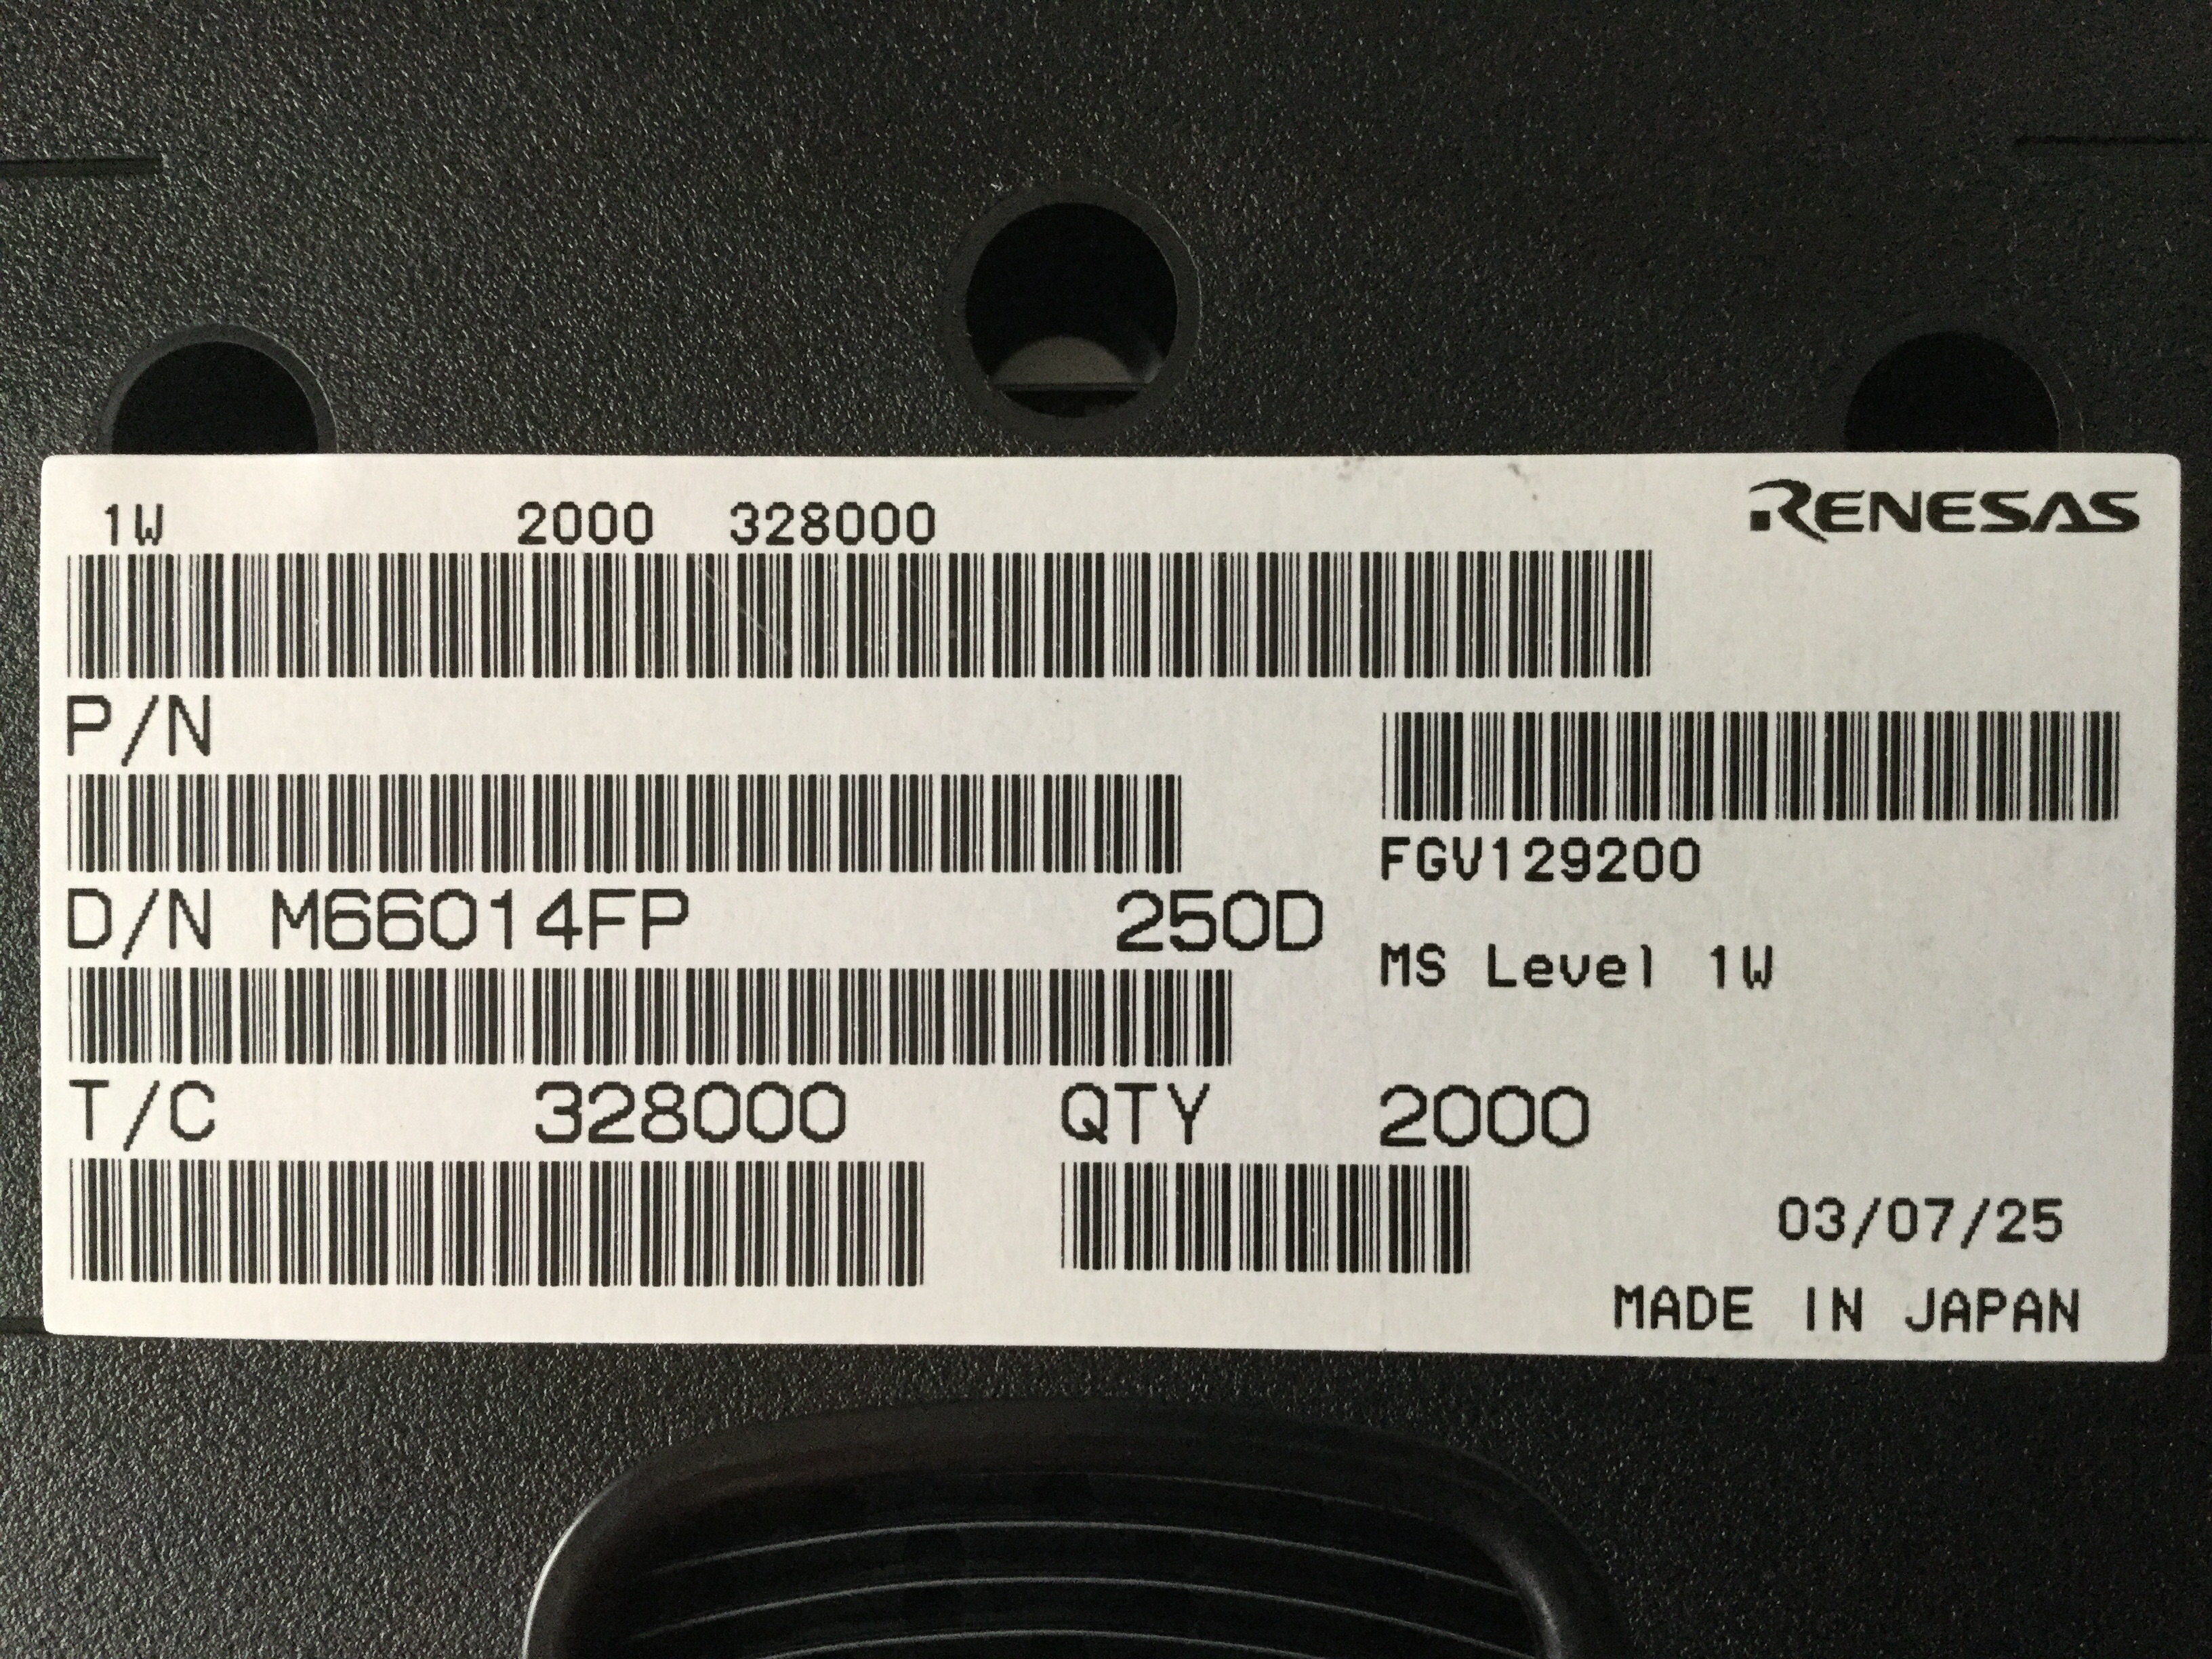 1W 2000 328000
RENESAS
P/N
FGV129200
D/N M66014FP 250D
MS Level 1W
T/C 328000 QTY 2000
03/07/25
MADE IN JAPAN